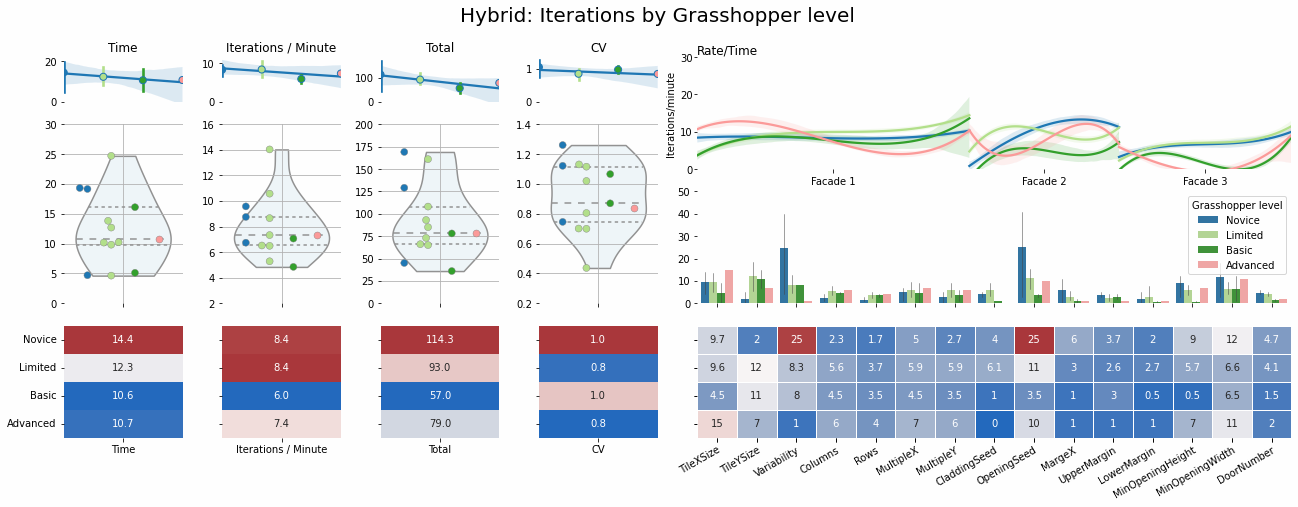 Hybrid: Iterations by Grasshopper level
Time
Iterations / Minute
Total
CV
Rate/Time
20
0
10
0
100
0
1
0
30
20
10
0
Iterations/minute
Facade 1
Facade 2
Facade 3
30
25
20
15
10
5
0
16
14
12
10
8
6
4
2
200
175
150
125
100
75
50
25
0
1.4
1.2
1.0
0.8
0.6
0.4
0.2
50
40
30
20
10
0
Grasshopper level
Novice
Limited
Basic
Advanced
Novice 14.4 8.4 114.3 1.0 9.7 2 25 2.3 1.7 5 2.7 4 25 6 3.7 2 9 12 4.7
Limited 12.3 8.4 93.0 0.8 9.6 12 8.3 5.6 3.7 5.9 5.9 6.1 11 3 2.6 2.7 5.7 6.6 4.1
Basic 10.6 6.0 57.0 1.0 4.5 11 8 4.5 3.5 4.5 3.5 1 3.5 1 3 0.5 0.5 6.5 1.5
Advanced 10.7 7.4 79.0 0.8 15 7 1 6 4 7 6 0 10 1 1 1 7 11 2
Time
Iterations / Minute
Total
CV
TileXSize
TileYSize
Variability
Columns
Rows
MultipleX
MultipleY
CladdingSeed
OpeningSeed
MargeX
UpperMargin
LowerMargin
MinOpeningHeight
MinOpeningWidth
DoorNumber